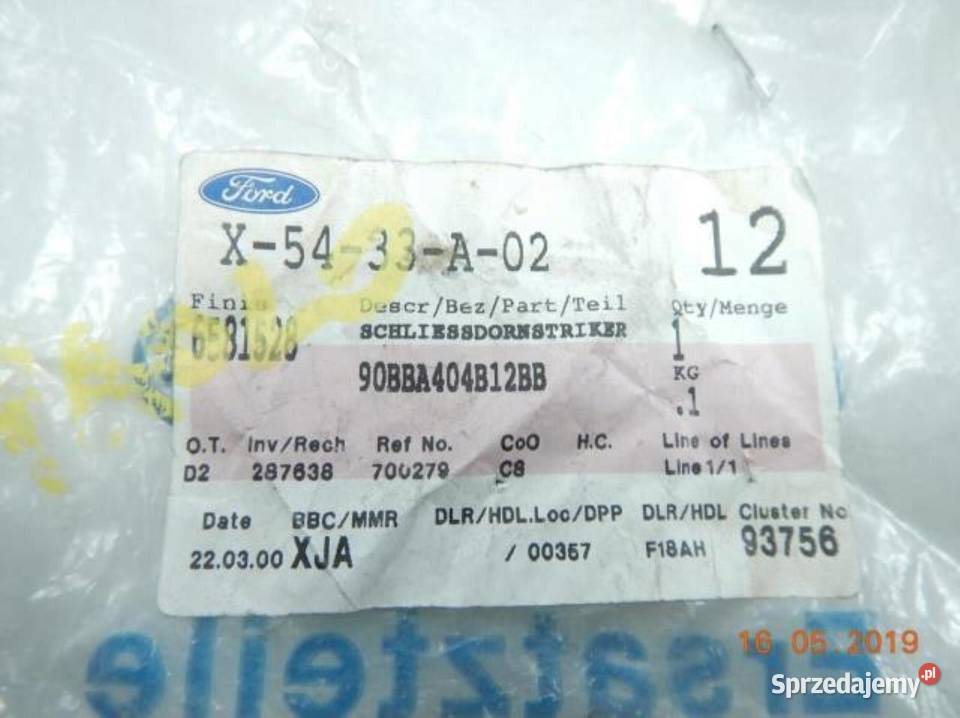 Ford
X-54-33-A-02
12
Finis Descr/Bez/Part/Teil Qty/Menge
6581528 SCHLIESSDORNSTRIKER 1
90BBA404B12BB KG
.1
O.T. Inv/Rech Ref No. CoO H.C. Line of Lines
D2 287638 700279 C8 Line1/1
Date BBC/MMR DLR/HDL.Loc/DPP DLR/HDL Cluster No
22.03.00 XJA / 00357 F18AH 93756
Ersatzteile
16 05 2019
Sprzedajemy.pl